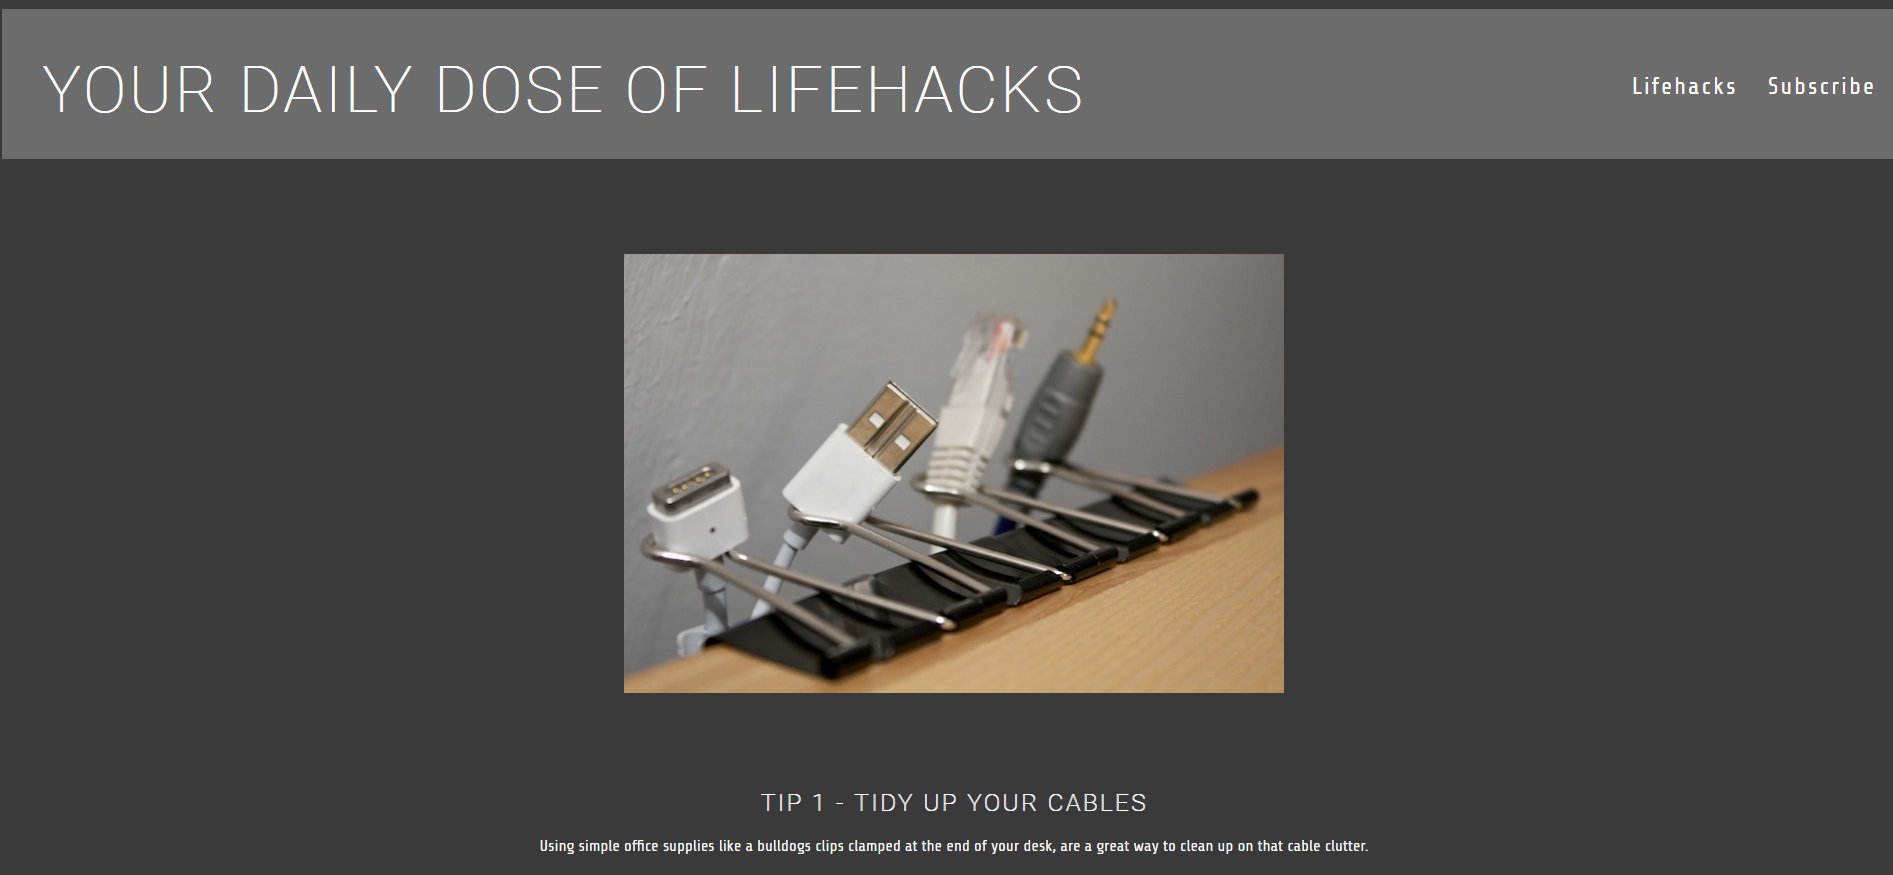 YOUR DAILY DOSE OF LIFEHACKS
Lifehacks Subscribe
TIP 1 - TIDY UP YOUR CABLES
Using simple office supplies like a bulldogs clips clamped at the end of your desk, are a great way to clean up on that cable clutter.